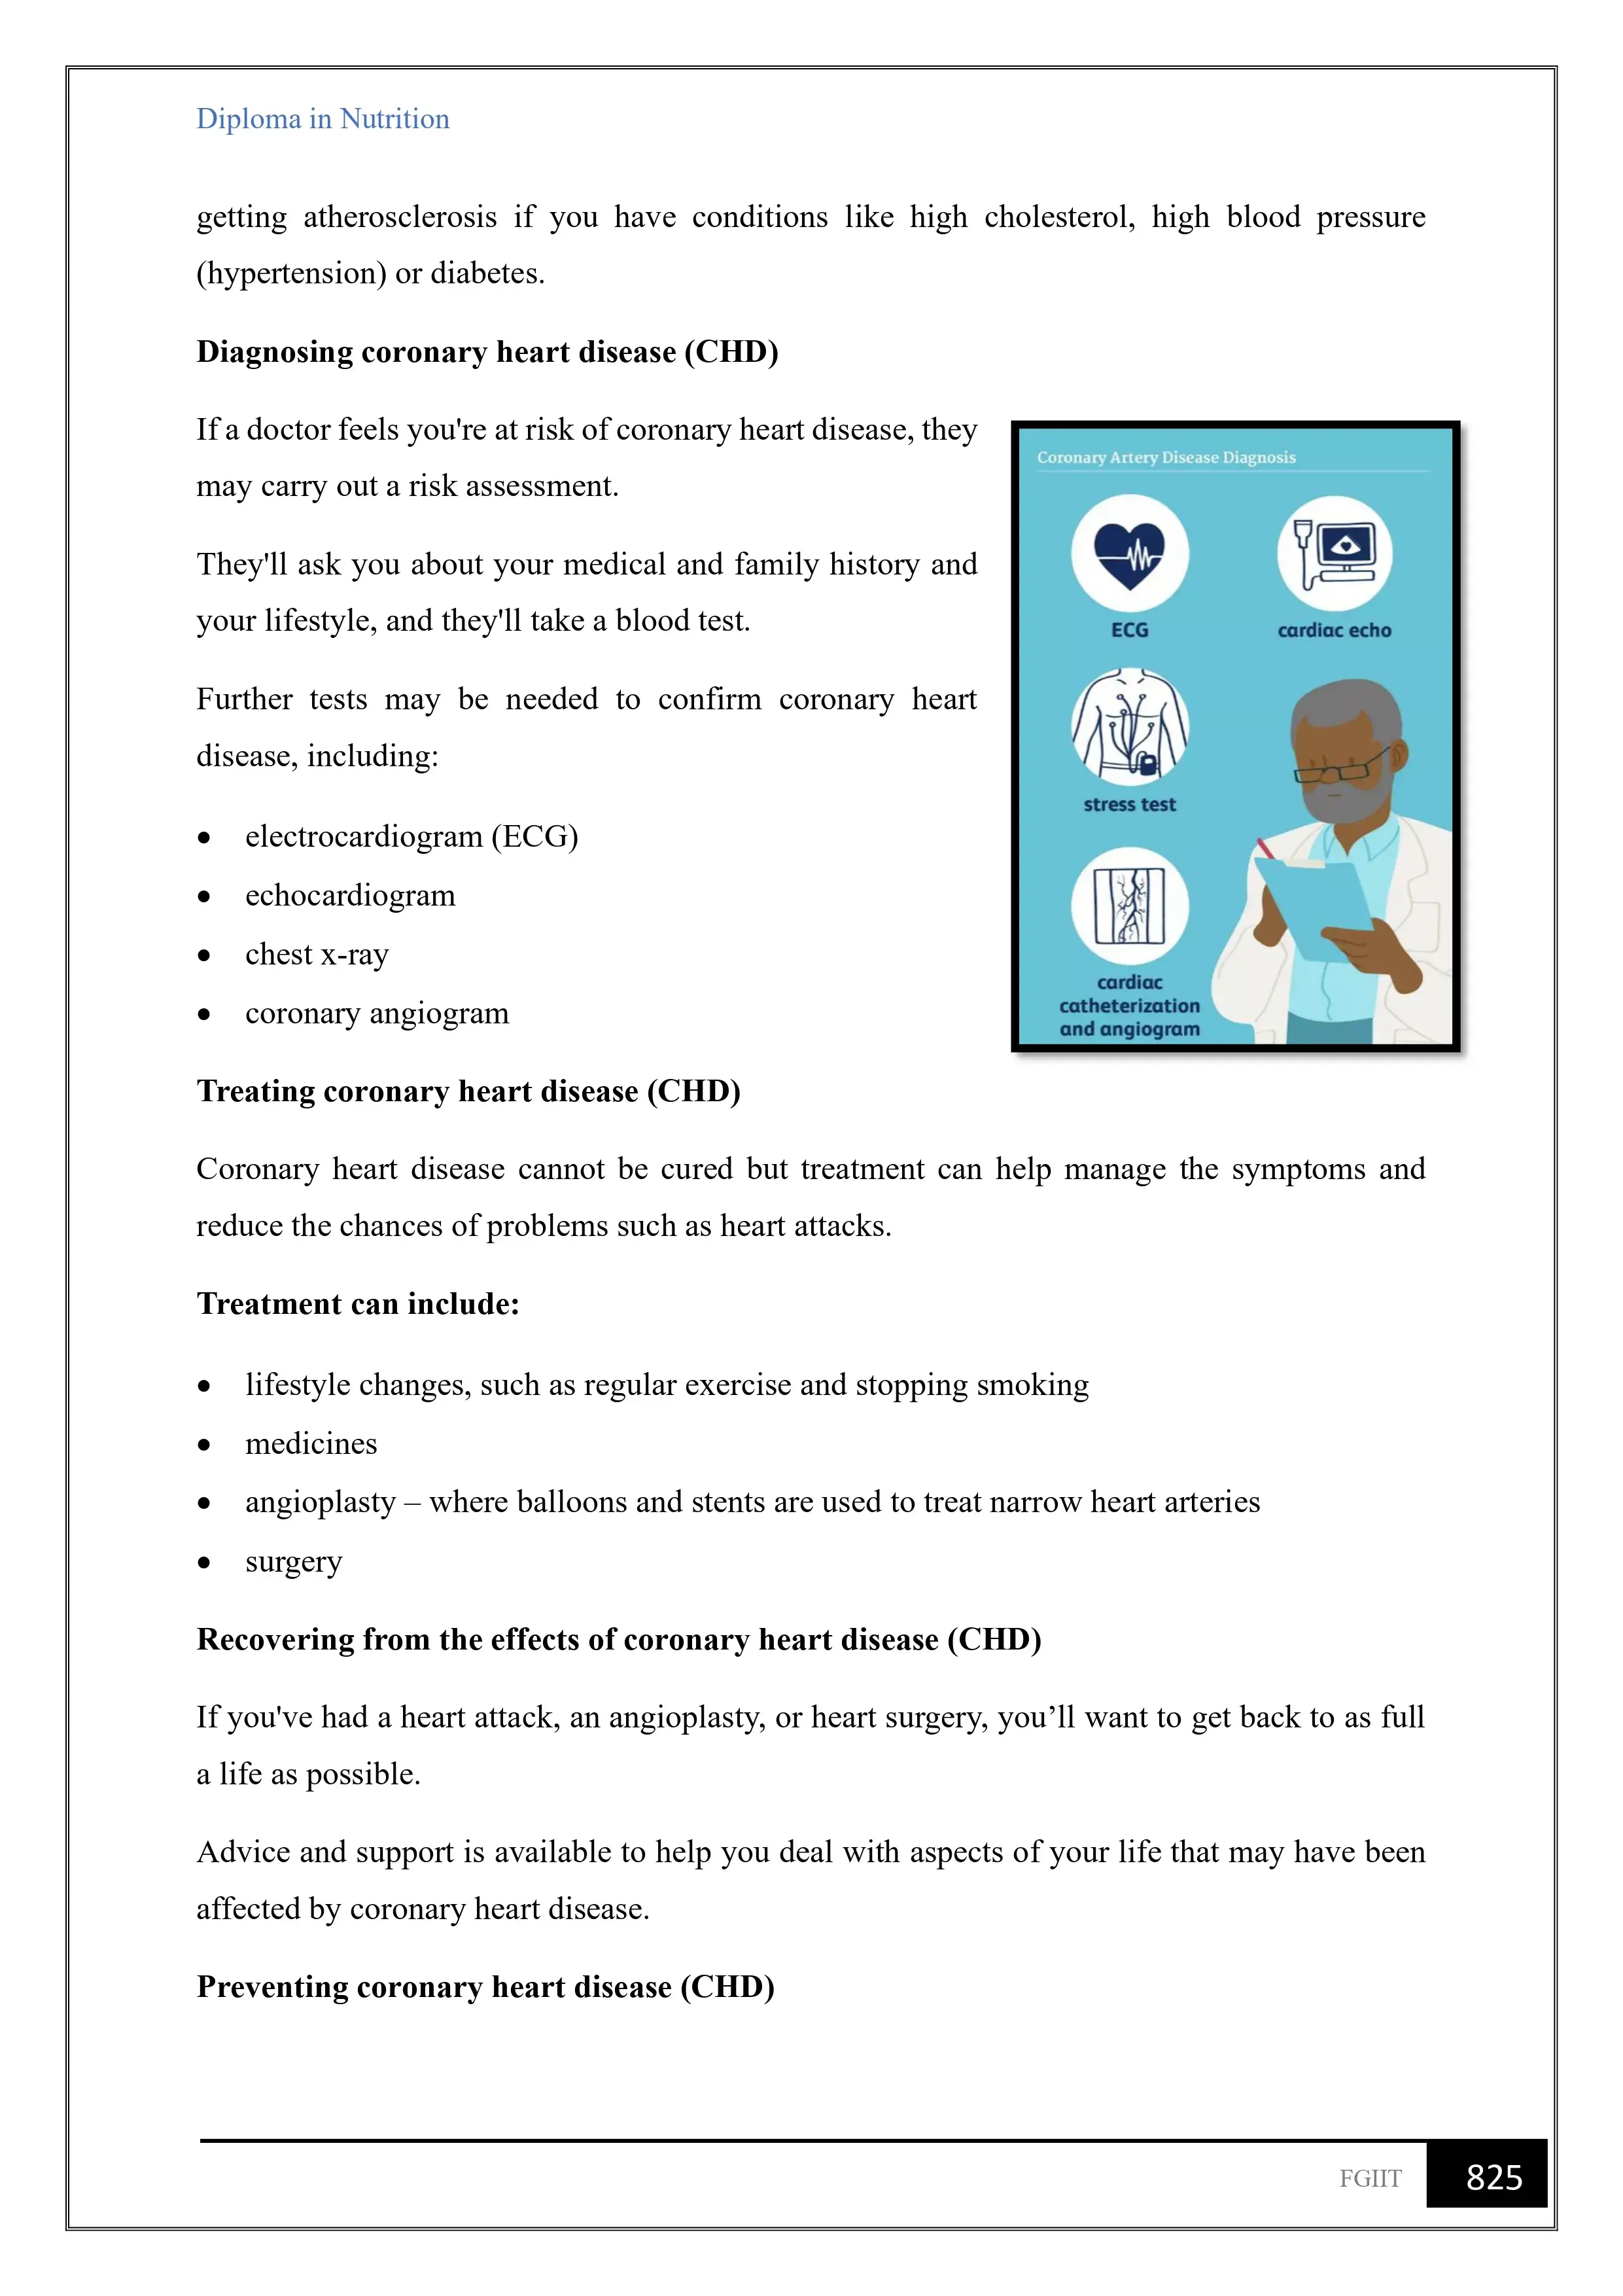 Diploma in Nutrition
getting atherosclerosis if you have conditions like high cholesterol, high blood pressure
(hypertension) or diabetes.
Diagnosing coronary heart disease (CHD)
If a doctor feels you're at risk of coronary heart disease, they
may carry out a risk assessment.
They'll ask you about your medical and family history and
your lifestyle, and they'll take a blood test.
Further tests may be needed to confirm coronary heart
disease, including:
• electrocardiogram (ECG)
• echocardiogram
• chest x-ray
• coronary angiogram
Coronary Artery Disease Diagnosis
ECG
cardiac echo
stress test
cardiac
catheterization
and angiogram
Treating coronary heart disease (CHD)
Coronary heart disease cannot be cured but treatment can help manage the symptoms and
reduce the chances of problems such as heart attacks.
Treatment can include:
• lifestyle changes, such as regular exercise and stopping smoking
• medicines
• angioplasty – where balloons and stents are used to treat narrow heart arteries
• surgery
Recovering from the effects of coronary heart disease (CHD)
If you've had a heart attack, an angioplasty, or heart surgery, you’ll want to get back to as full
a life as possible.
Advice and support is available to help you deal with aspects of your life that may have been
affected by coronary heart disease.
Preventing coronary heart disease (CHD)
FGIIT
825